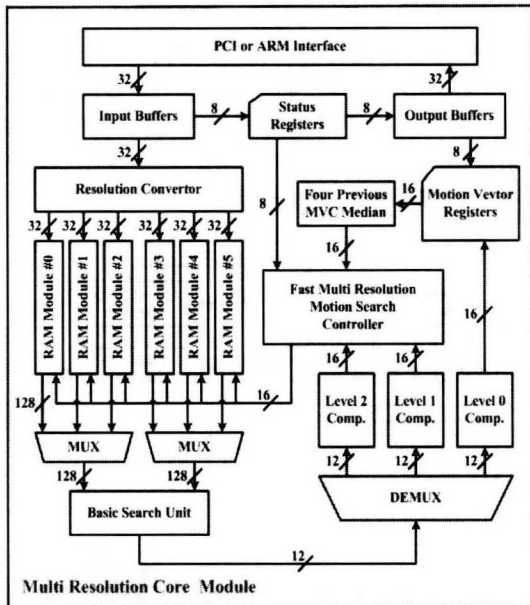 PCI or ARM Interface
32
32
Input Buffers
8
Status
Registers
8
Output Buffers
32
8
Resolution Convertor
8
Four Previous
MVC Median
16
Motion Vevtor
Registers
32 32 32 32 32 32
16
RAM Module #0
RAM Module #1
RAM Module #2
RAM Module #3
RAM Module #4
RAM Module #5
Fast Multi Resolution
Motion Search
Controller
16
16 16
128
16
Level 2
Comp.
Level 1
Comp.
Level 0
Comp.
MUX
MUX
128 128
12 12 12
Basic Search Unit
DEMUX
12
Multi Resolution Core Module